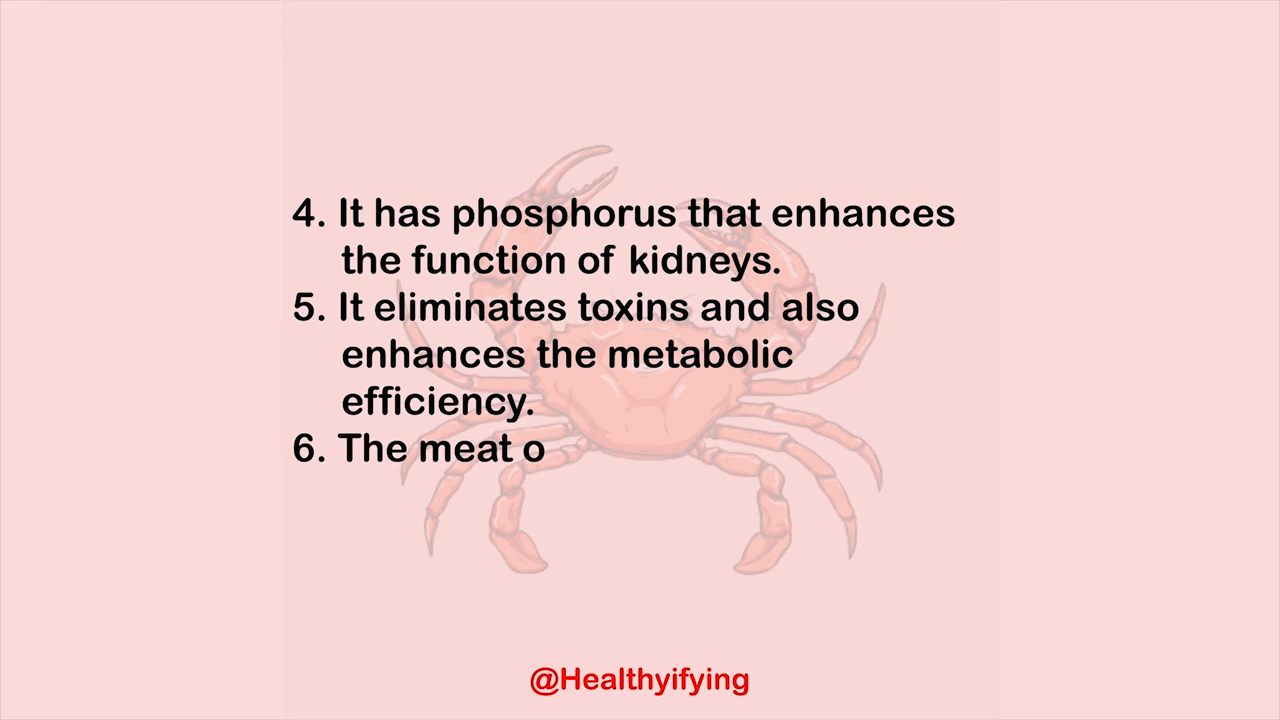 4. It has phosphorus that enhances
the function of kidneys.
5. It eliminates toxins and also
enhances the metabolic
efficiency.
6. The meat o
@Healthyifying